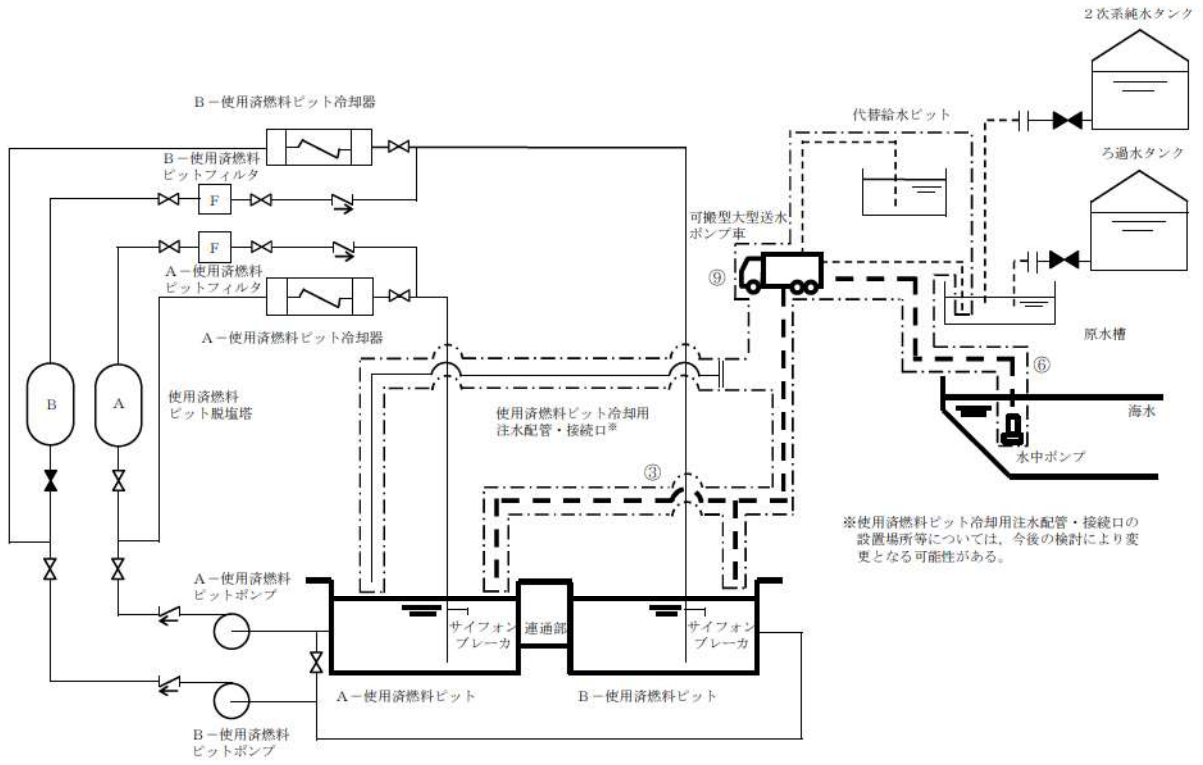 2次系純水タンク
B-使用済燃料ピット冷却器
代替給水ピット
B-使用済燃料
ピットフィルタ
F
ろ過水タンク
可搬型大型送水
ポンプ車
F
A-使用済燃料
ピットフィルタ
⑨
A-使用済燃料ピット冷却器
原水槽
⑥
B
A
使用済燃料
ピット脱塩塔
使用済燃料ピット冷却用
注水配管・接続口※
海水
水中ポンプ
③
※使用済燃料ピット冷却用注水配管・接続口の
設置場所等については、今後の検討により変
更となる可能性がある。
A-使用済燃料
ピットポンプ
サイフォン
ブレーカ
連通部
サイフォン
ブレーカ
A-使用済燃料ピット
B-使用済燃料ピット
B-使用済燃料
ピットポンプ